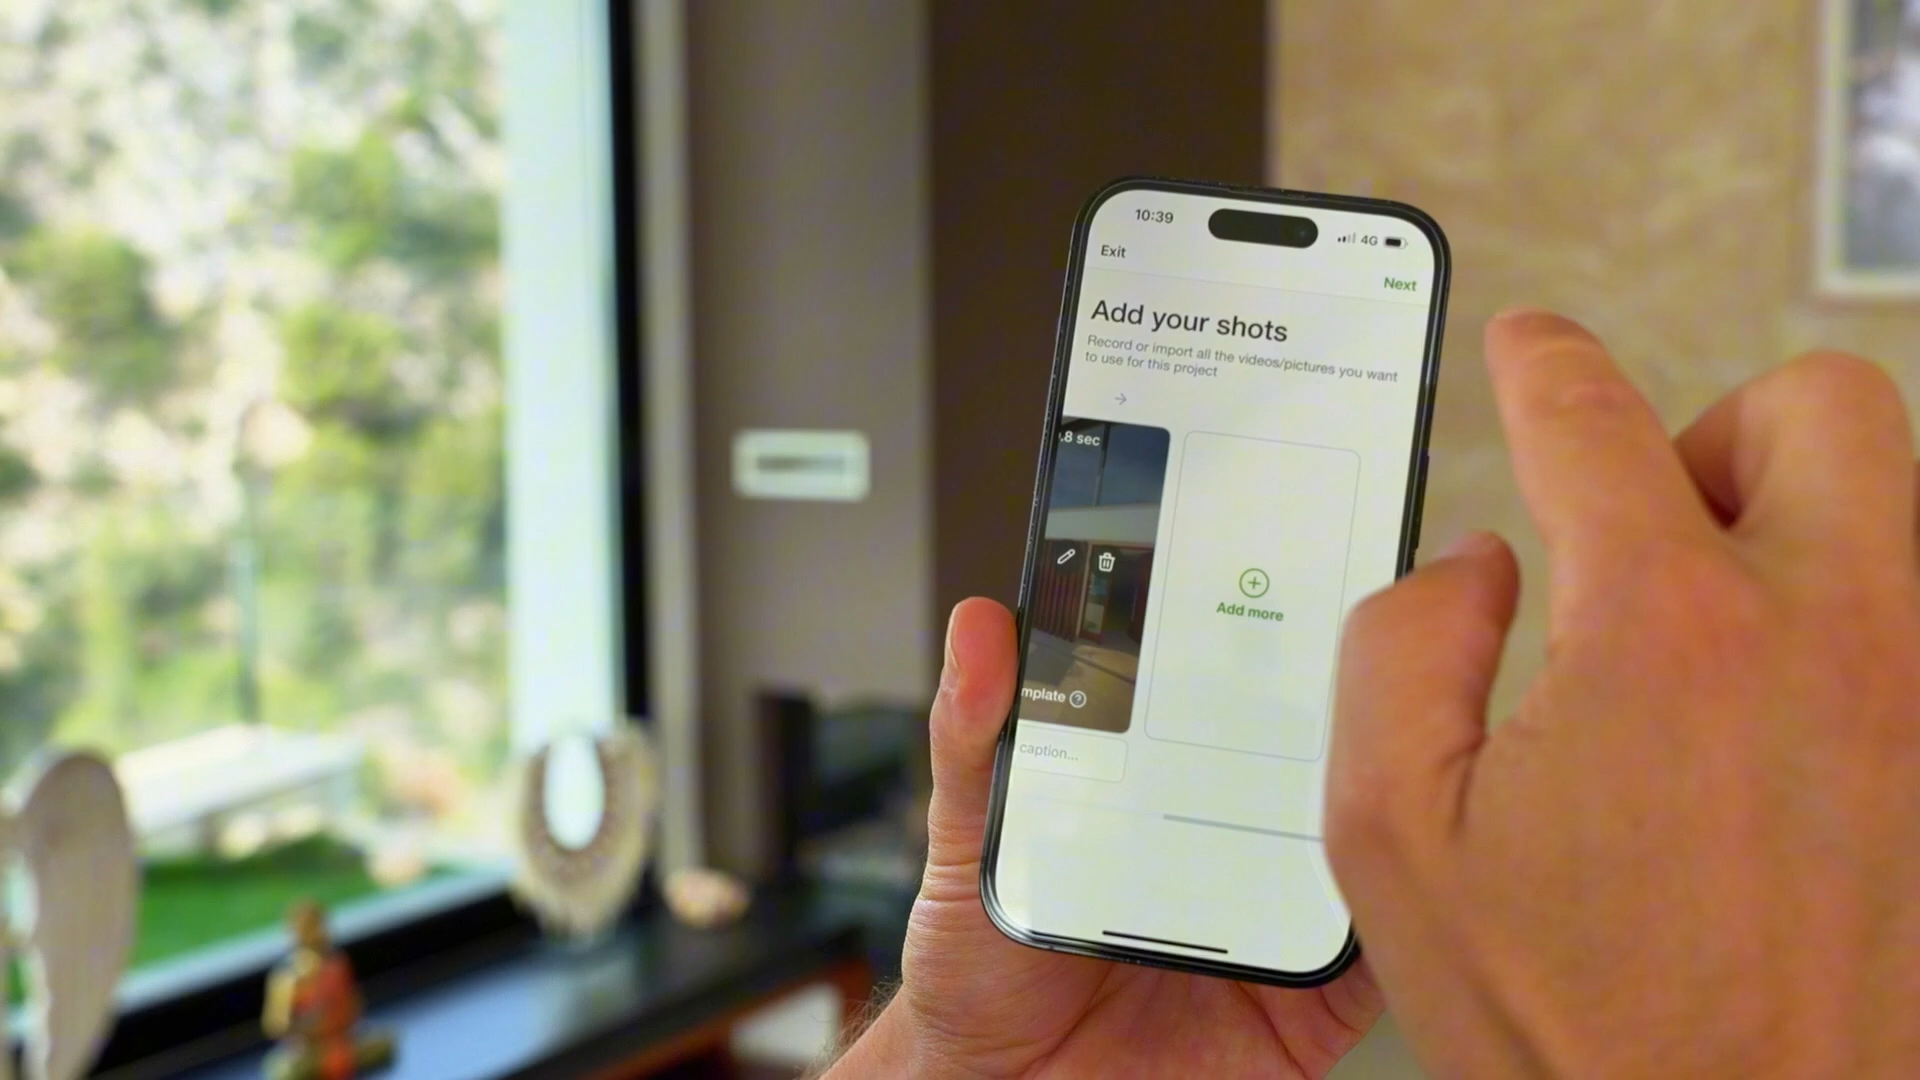 10:39
4G
Exit
Next
Add your shots
Record or import all the videos/pictures you want
to use for this project
.8 sec
Add more
mplate
caption...